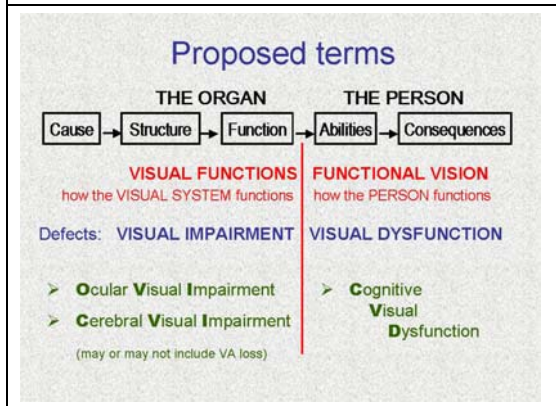 Proposed terms
THE ORGAN THE PERSON
Cause Structure Function Abilities Consequences
VISUAL FUNCTIONS FUNCTIONAL VISION
how the VISUAL SYSTEM functions how the PERSON functions
Defects: VISUAL IMPAIRMENT VISUAL DYSFUNCTION
Ocular Visual Impairment Cognitive
Cerebral Visual Impairment Visual
(may or may not include VA loss) Dysfunction